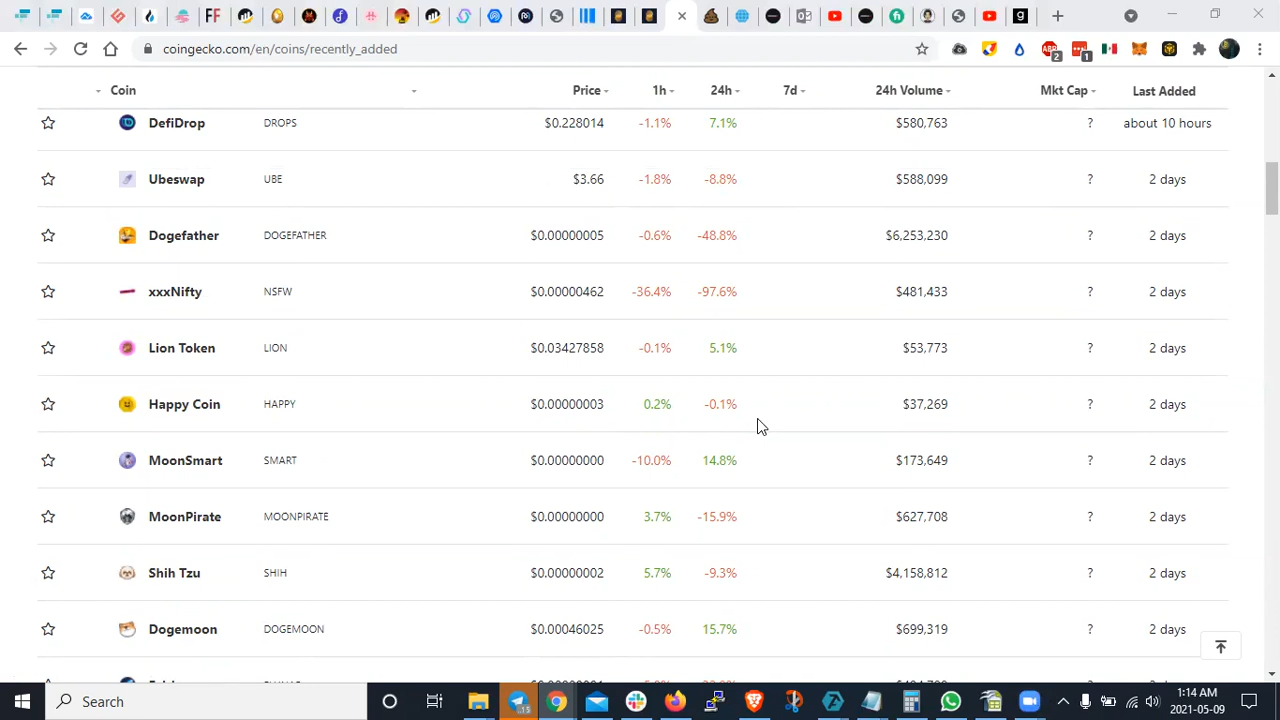 coingecko.com/en/coins/recently_added
Coin Price 1h 24h 7d 24h Volume Mkt Cap Last Added
DefiDrop DROPS $0.228014 -1.1% 7.1% $580,763 ? about 10 hours
Ubeswap UBE $3.66 -1.8% -8.8% $588,099 ? 2 days
Dogefather DOGEFATHER $0.00000005 -0.6% -48.8% $6,253,230 ? 2 days
xxxNifty NSFW $0.00000462 -36.4% -97.6% $481,433 ? 2 days
Lion Token LION $0.03427858 -0.1% 5.1% $53,773 ? 2 days
Happy Coin HAPPY $0.00000003 0.2% -0.1% $37,269 ? 2 days
MoonSmart SMART $0.00000000 -10.0% 14.8% $173,649 ? 2 days
MoonPirate MOONPIRATE $0.00000000 3.7% -15.9% $627,708 ? 2 days
Shih Tzu SHIH $0.00000002 5.7% -9.3% $4,158,812 ? 2 days
Dogemoon DOGEMOON $0.00046025 -0.5% 15.7% $699,319 ? 2 days
Search 1:14 AM
2021-05-09